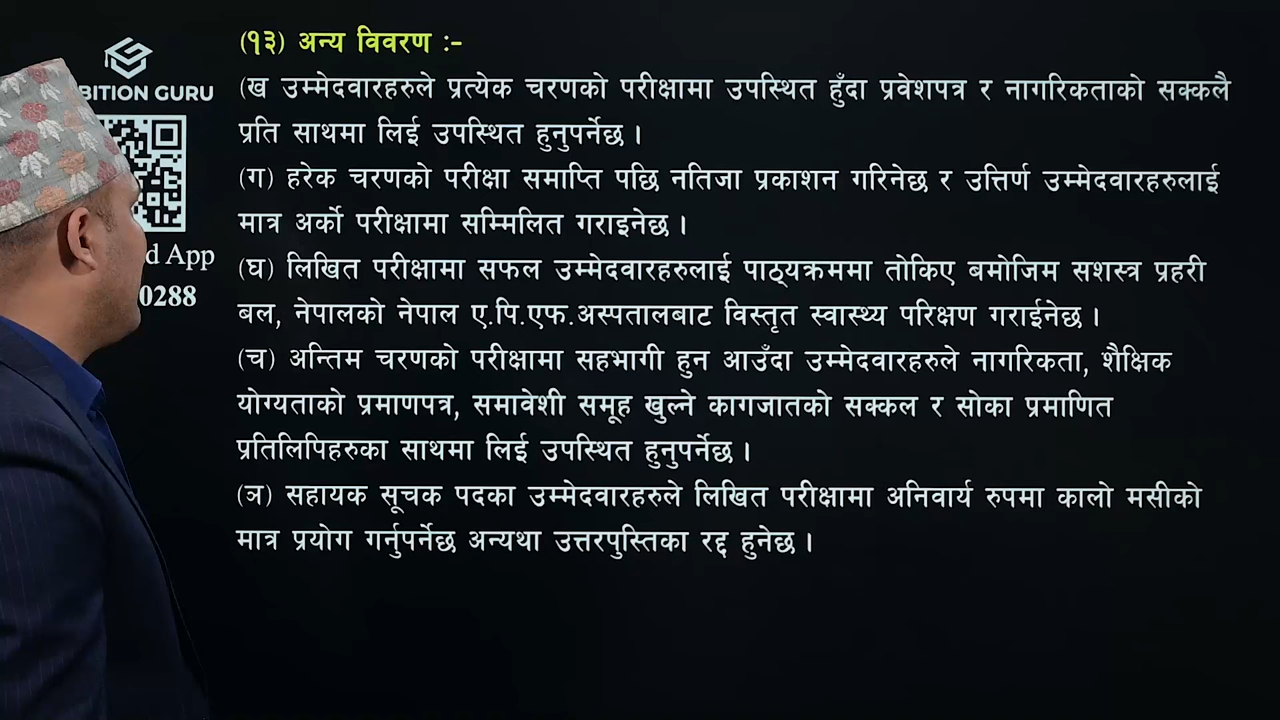 (१३) अन्य विवरण :-
(ख उम्मेदवारहरुले प्रत्येक चरणको परीक्षामा उपस्थित हुँदा प्रवेशपत्र र नागरिकताको सक्कलै
BITION GURU
प्रति साथमा लिई उपस्थित हुनुपर्नेछ ।
(ग) हरेक चरणको परीक्षा समाप्ति पछि नतिजा प्रकाशन गरिनेछ र उत्तिर्ण उम्मेदवारहरुलाई
मात्र अर्को परीक्षामा सम्मिलित गराइनेछ ।
d App
(घ) लिखित परीक्षामा सफल उम्मेदवारहरुलाई पाठ्यक्रममा तोकिए बमोजिम सशस्त्र प्रहरी
0288
बल, नेपालको नेपाल ए.पि.एफ.अस्पतालबाट विस्तृत स्वास्थ्य परिक्षण गराईनेछ ।
(च) अन्तिम चरणको परीक्षामा सहभागी हुन आउँदा उम्मेदवारहरुले नागरिकता, शैक्षिक
योग्यताको प्रमाणपत्र, समावेशी समूह खुल्ने कागजातको सक्कल र सोका प्रमाणित
प्रतिलिपिहरुका साथमा लिई उपस्थित हुनुपर्नेछ ।
(ञ) सहायक सूचक पदका उम्मेदवारहरुले लिखित परीक्षामा अनिवार्य रुपमा कालो मसीको
मात्र प्रयोग गर्नुपर्नेछ अन्यथा उत्तरपुस्तिका रद्द हुनेछ ।